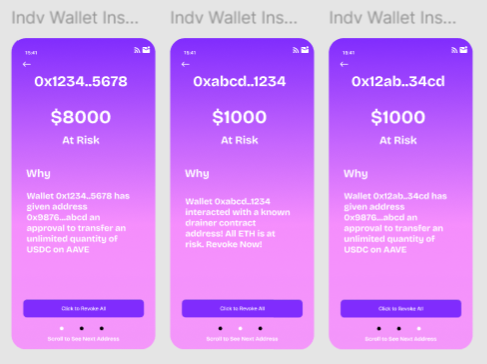 Indv Wallet Ins...
15:41
0x1234..5678
$8000
At Risk
Why
Wallet 0x1234..5678 has
given address
0x9876...abcd an
approval to transfer an
unlimited quantity of
USDC on AAVE
Click to Revoke All
Scroll to See Next Address
Indv Wallet Ins...
15:41
0xabcd..1234
$1000
At Risk
Why
Wallet 0xabcd..1234
interacted with a known
drainer contract
address! All ETH is at
risk. Revoke Now!
Click to Revoke All
Scroll to See Next Address
Indv Wallet Ins...
15:41
0x12ab..34cd
$1000
At Risk
Why
Wallet 0x12ab..34cd has
given address
0x9876...abcd an
approval to transfer an
unlimited quantity of
USDC on AAVE
Click to Revoke All
Scroll to See Next Address